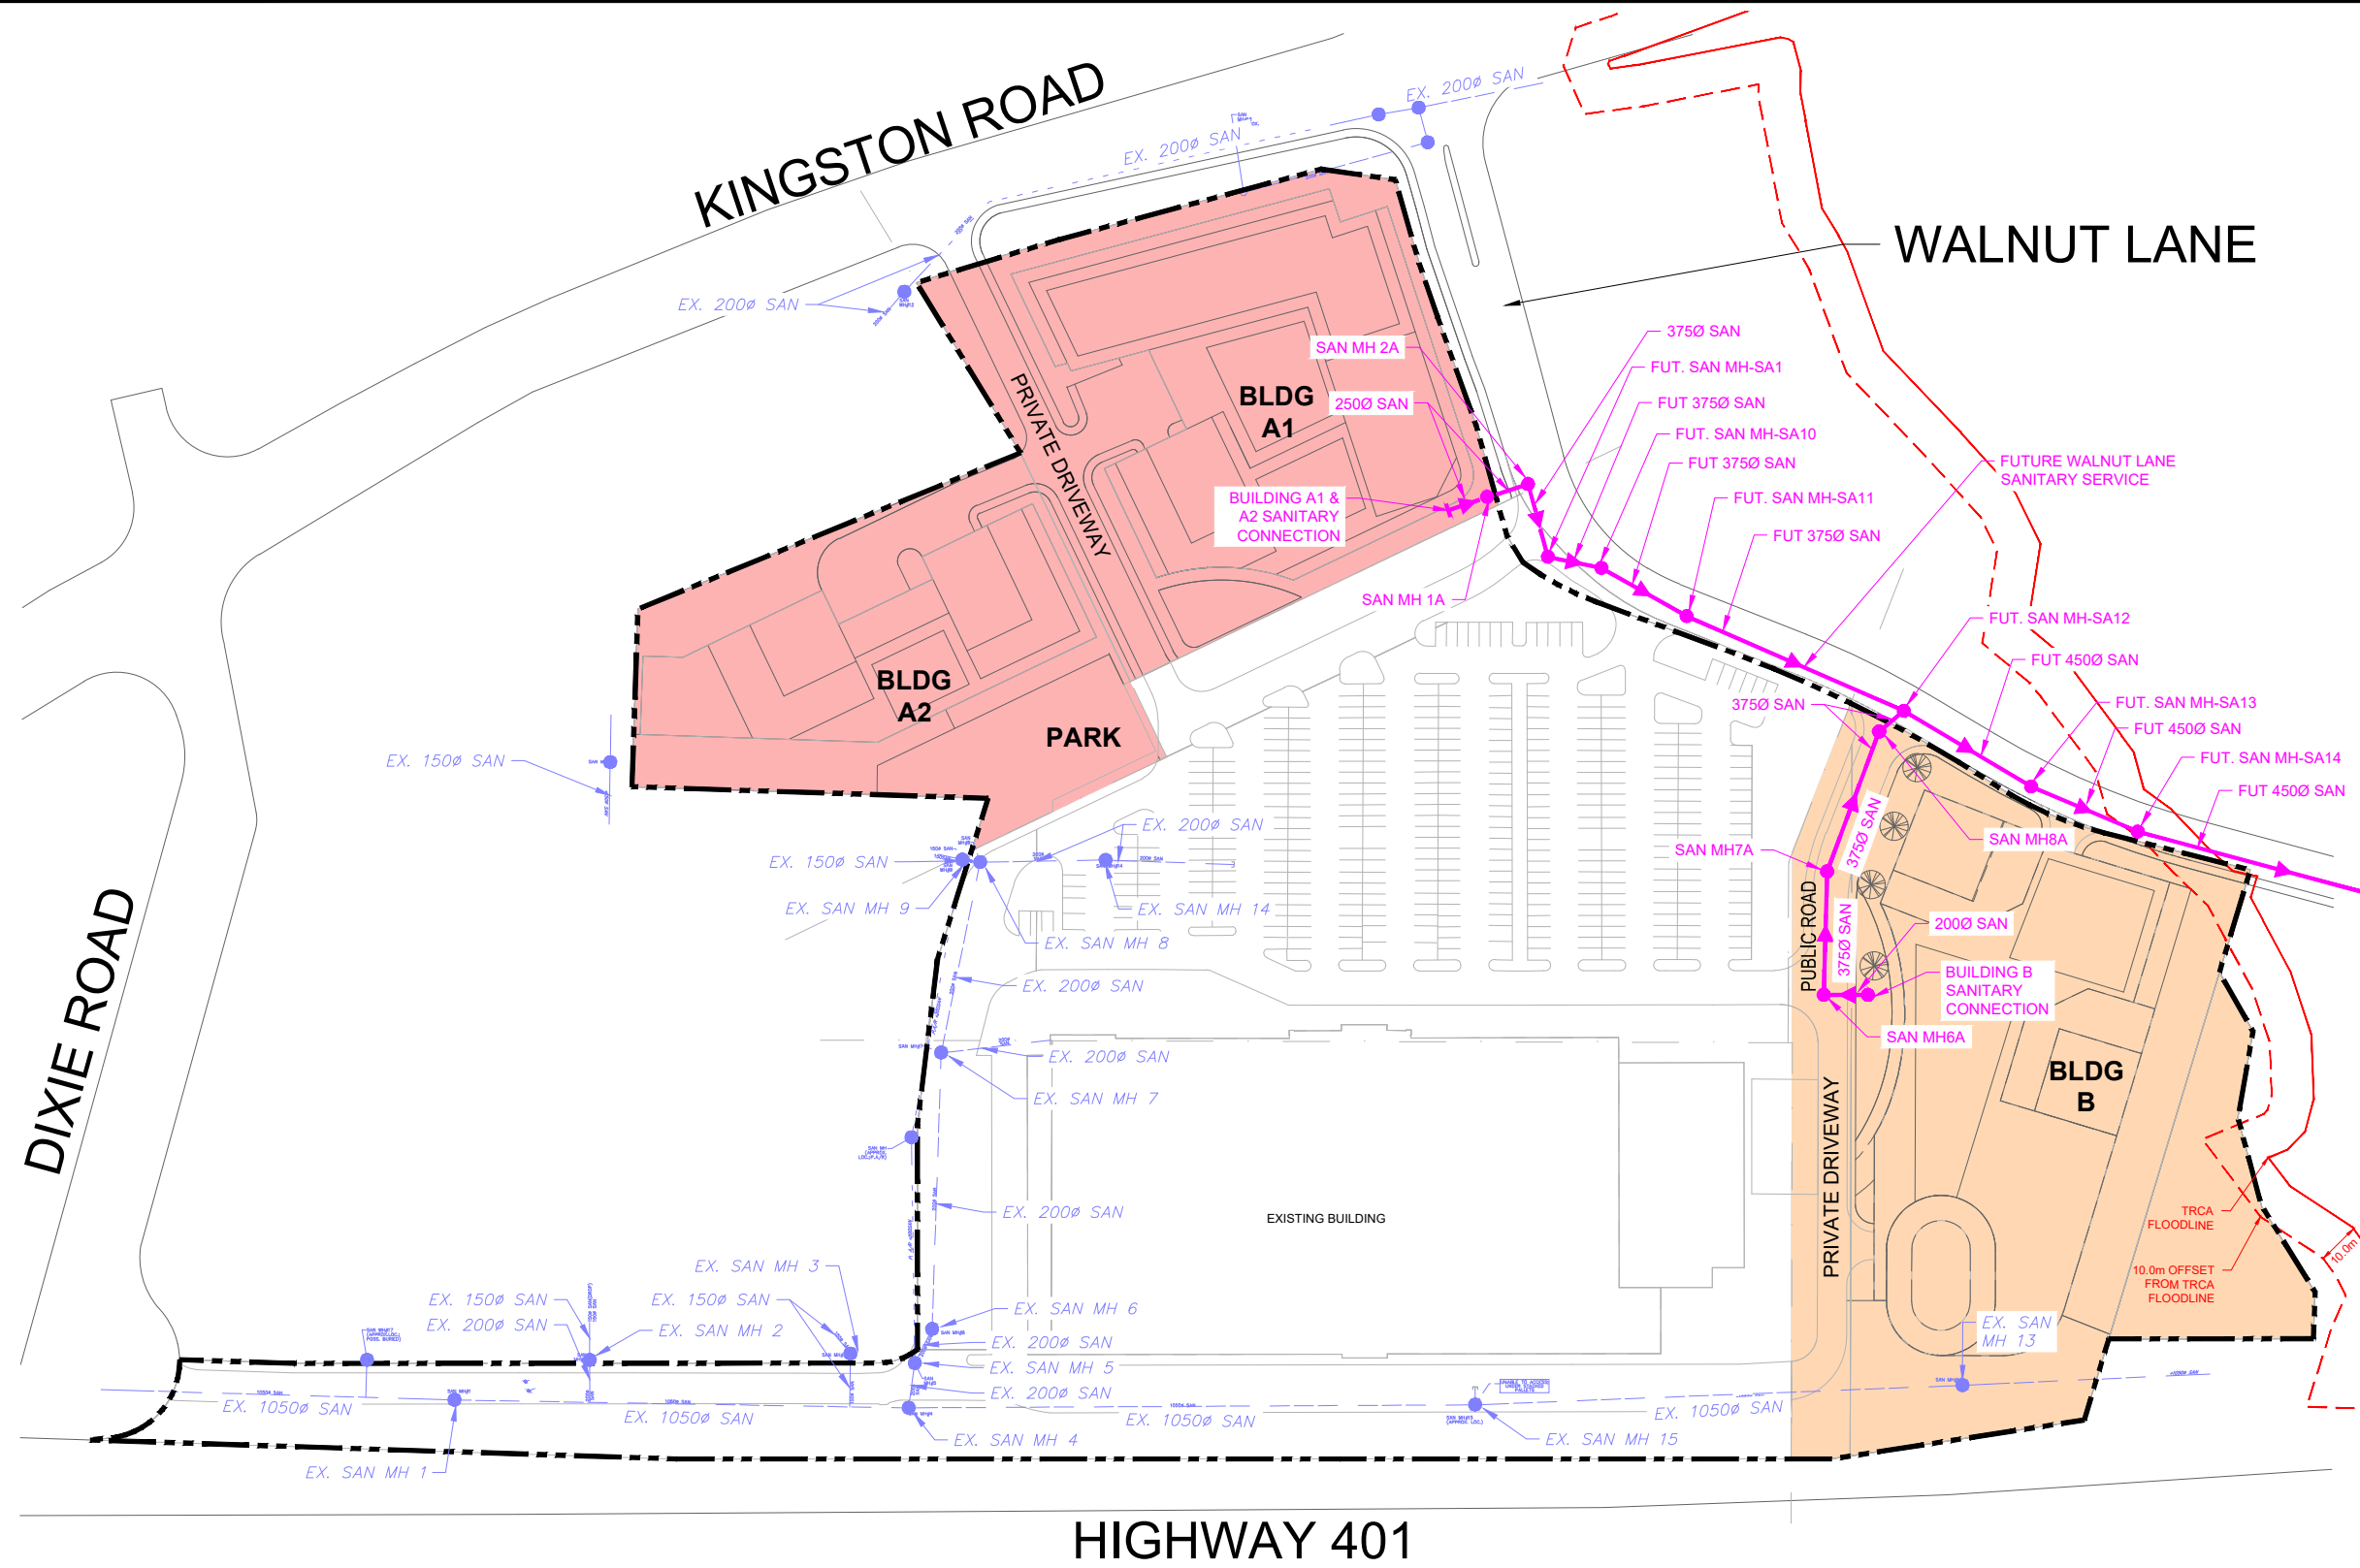 KINGSTON ROAD
EX. 200ø SAN
EX. 200ø SAN
WALNUT LANE
EX. 200ø SAN
375Ø SAN
SAN MH 2A
FUT. SAN MH-SA1
250Ø SAN
FUT 375Ø SAN
BLDG
A1
FUT. SAN MH-SA10
FUT 375Ø SAN
FUTURE WALNUT LANE
SANITARY SERVICE
PRIVATE DRIVEWAY
BUILDING A1 &
A2 SANITARY
CONNECTION
FUT. SAN MH-SA11
FUT 375Ø SAN
SAN MH 1A
FUT. SAN MH-SA12
FUT 450Ø SAN
BLDG
A2
375Ø SAN
FUT. SAN MH-SA13
FUT 450Ø SAN
PARK
FUT. SAN MH-SA14
FUT 450Ø SAN
EX. 150ø SAN
EX. 200ø SAN
375Ø SAN
SAN MH8A
SAN MH7A
EX. 150ø SAN
EX. SAN MH 9
EX. SAN MH 14
EX. SAN MH 8
PUBLIC ROAD
375Ø SAN
200Ø SAN
BUILDING B
SANITARY
CONNECTION
SAN MH6A
EX. 200ø SAN
EX. 200ø SAN
EX. SAN MH 7
BLDG
B
DIXIE ROAD
PRIVATE DRIVEWAY
EX. 200ø SAN
EXISTING BUILDING
TRCA
FLOODLINE
10.0m
10.0m OFFSET
FROM TRCA
FLOODLINE
EX. SAN MH 3
EX. 150ø SAN
EX. 150ø SAN
EX. SAN MH 6
EX. 200ø SAN
EX. SAN MH 2
EX. 200ø SAN
EX. SAN
MH 13
EX. SAN MH 5
EX. 200ø SAN
UNABLE TO ACCESS
UNDER STACKED
PALLETS
EX. 1050ø SAN
EX. 1050ø SAN
EX. 1050ø SAN
EX. 1050ø SAN
EX. SAN MH 4
EX. SAN MH 15
EX. SAN MH 1
HIGHWAY 401